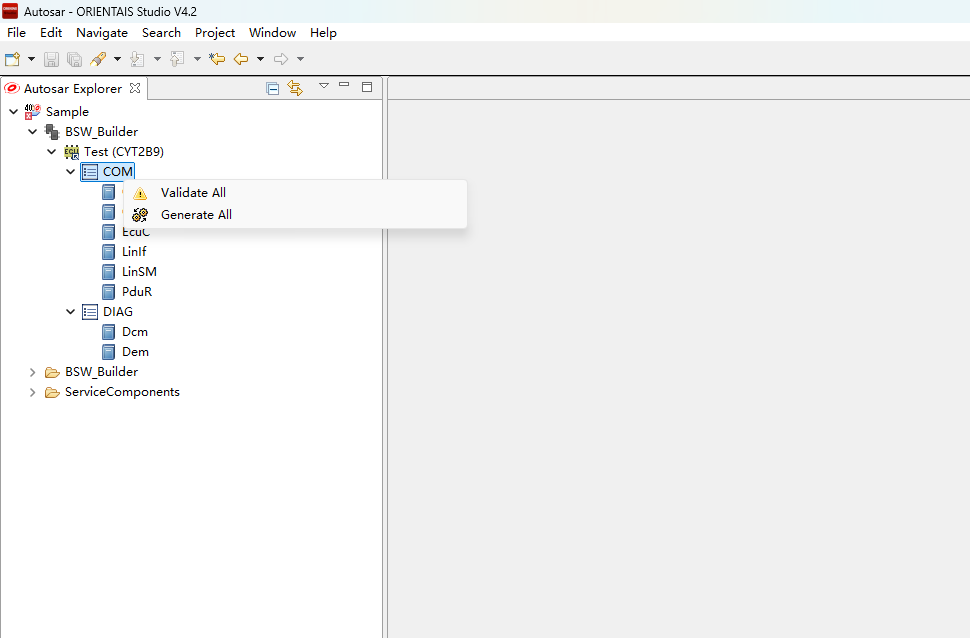 Autosar - ORIENTAIS Studio V4.2
File Edit Navigate Search Project Window Help
Autosar Explorer
Sample
BSW_Builder
Test (CYT2B9)
COM
Validate All
Generate All
EcuC
LinIf
LinSM
PduR
DIAG
Dcm
Dem
BSW_Builder
ServiceComponents